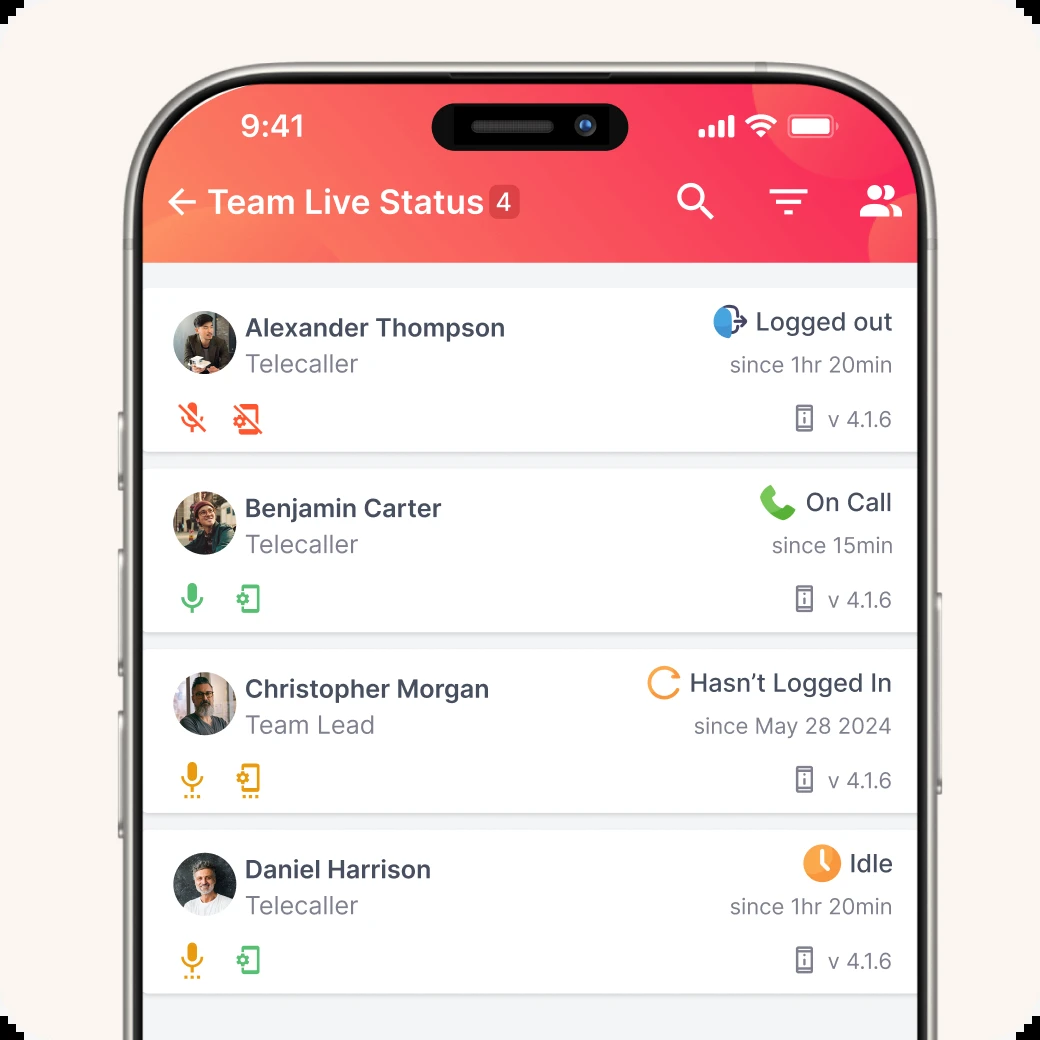 9:41
Team Live Status 4
Alexander Thompson
Logged out
Telecaller
since 1hr 20min
v 4.1.6
Benjamin Carter
On Call
Telecaller
since 15min
v 4.1.6
Christopher Morgan
Hasn’t Logged In
Team Lead
since May 28 2024
v 4.1.6
Daniel Harrison
Idle
Telecaller
since 1hr 20min
v 4.1.6